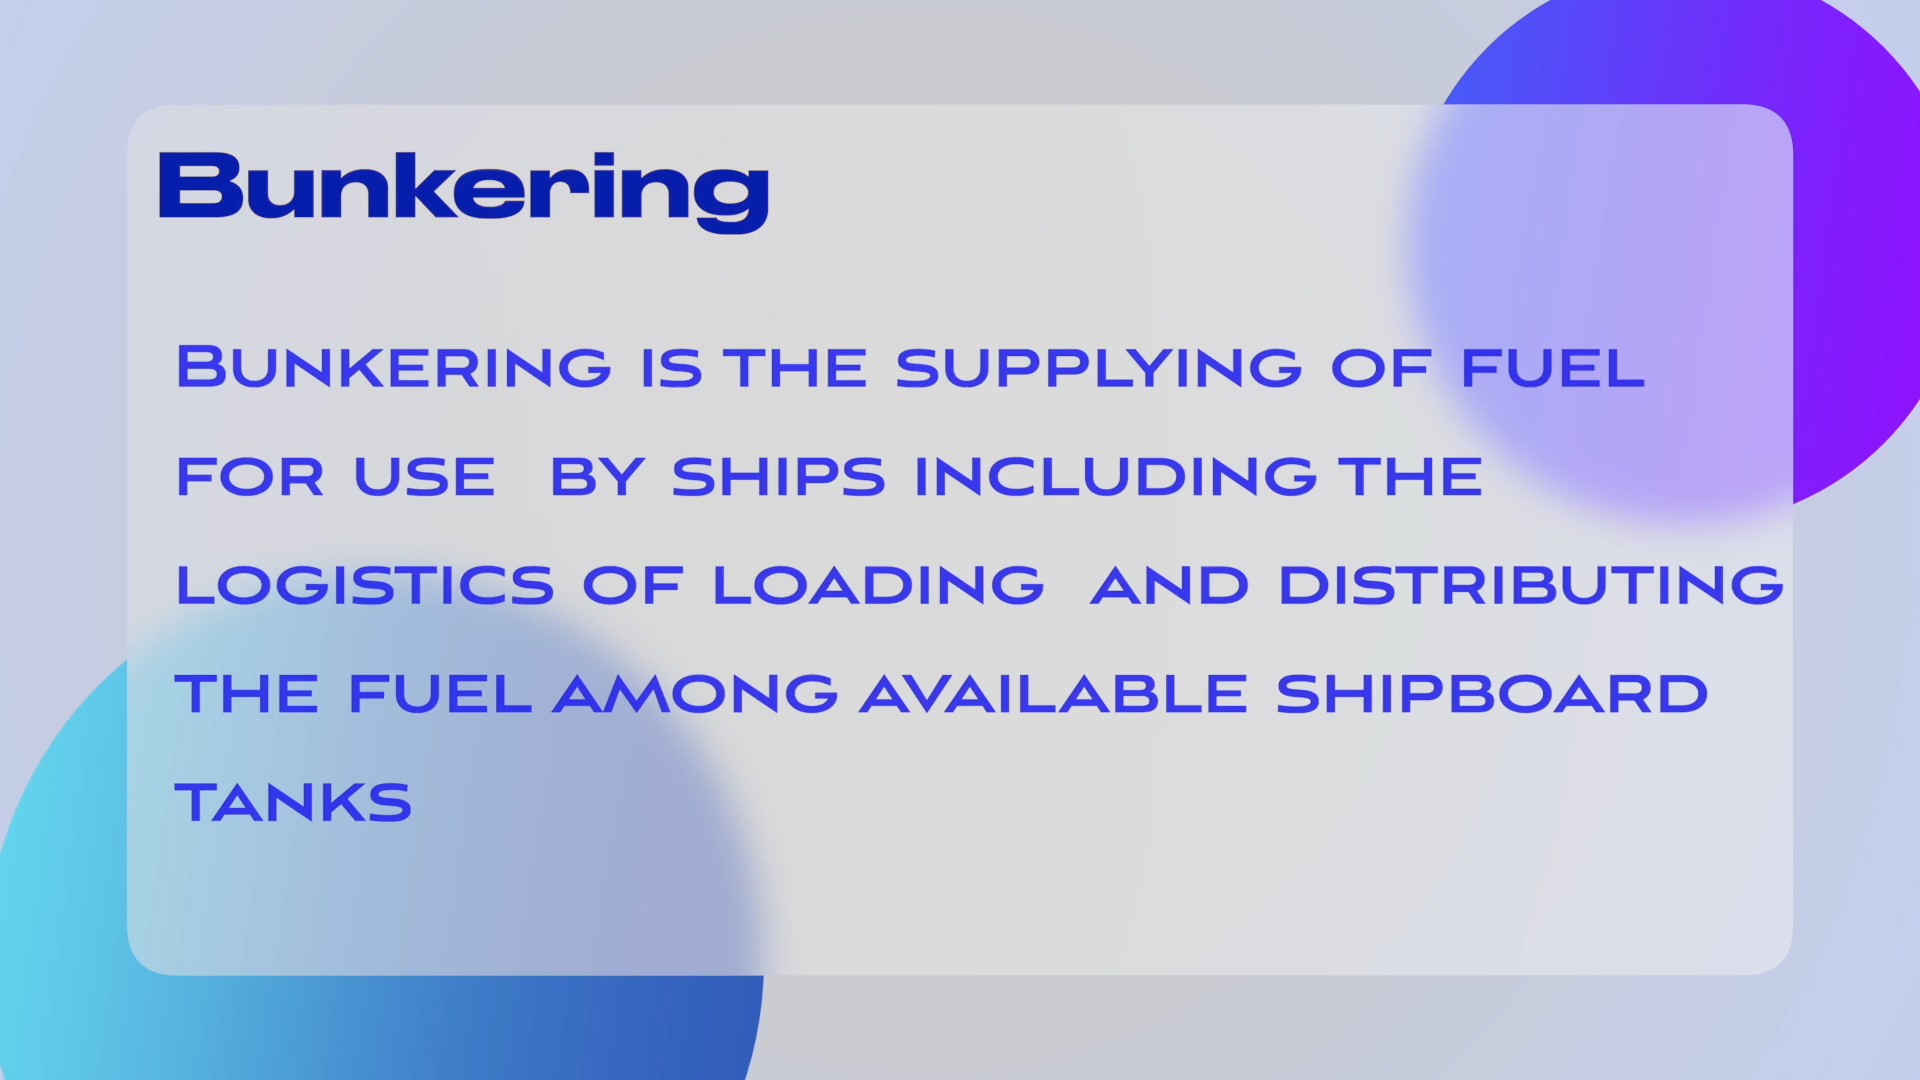 Bunkering
BUNKERING IS THE SUPPLYING OF FUEL
FOR USE BY SHIPS INCLUDING THE
LOGISTICS OF LOADING AND DISTRIBUTING
THE FUEL AMONG AVAILABLE SHIPBOARD
TANKS